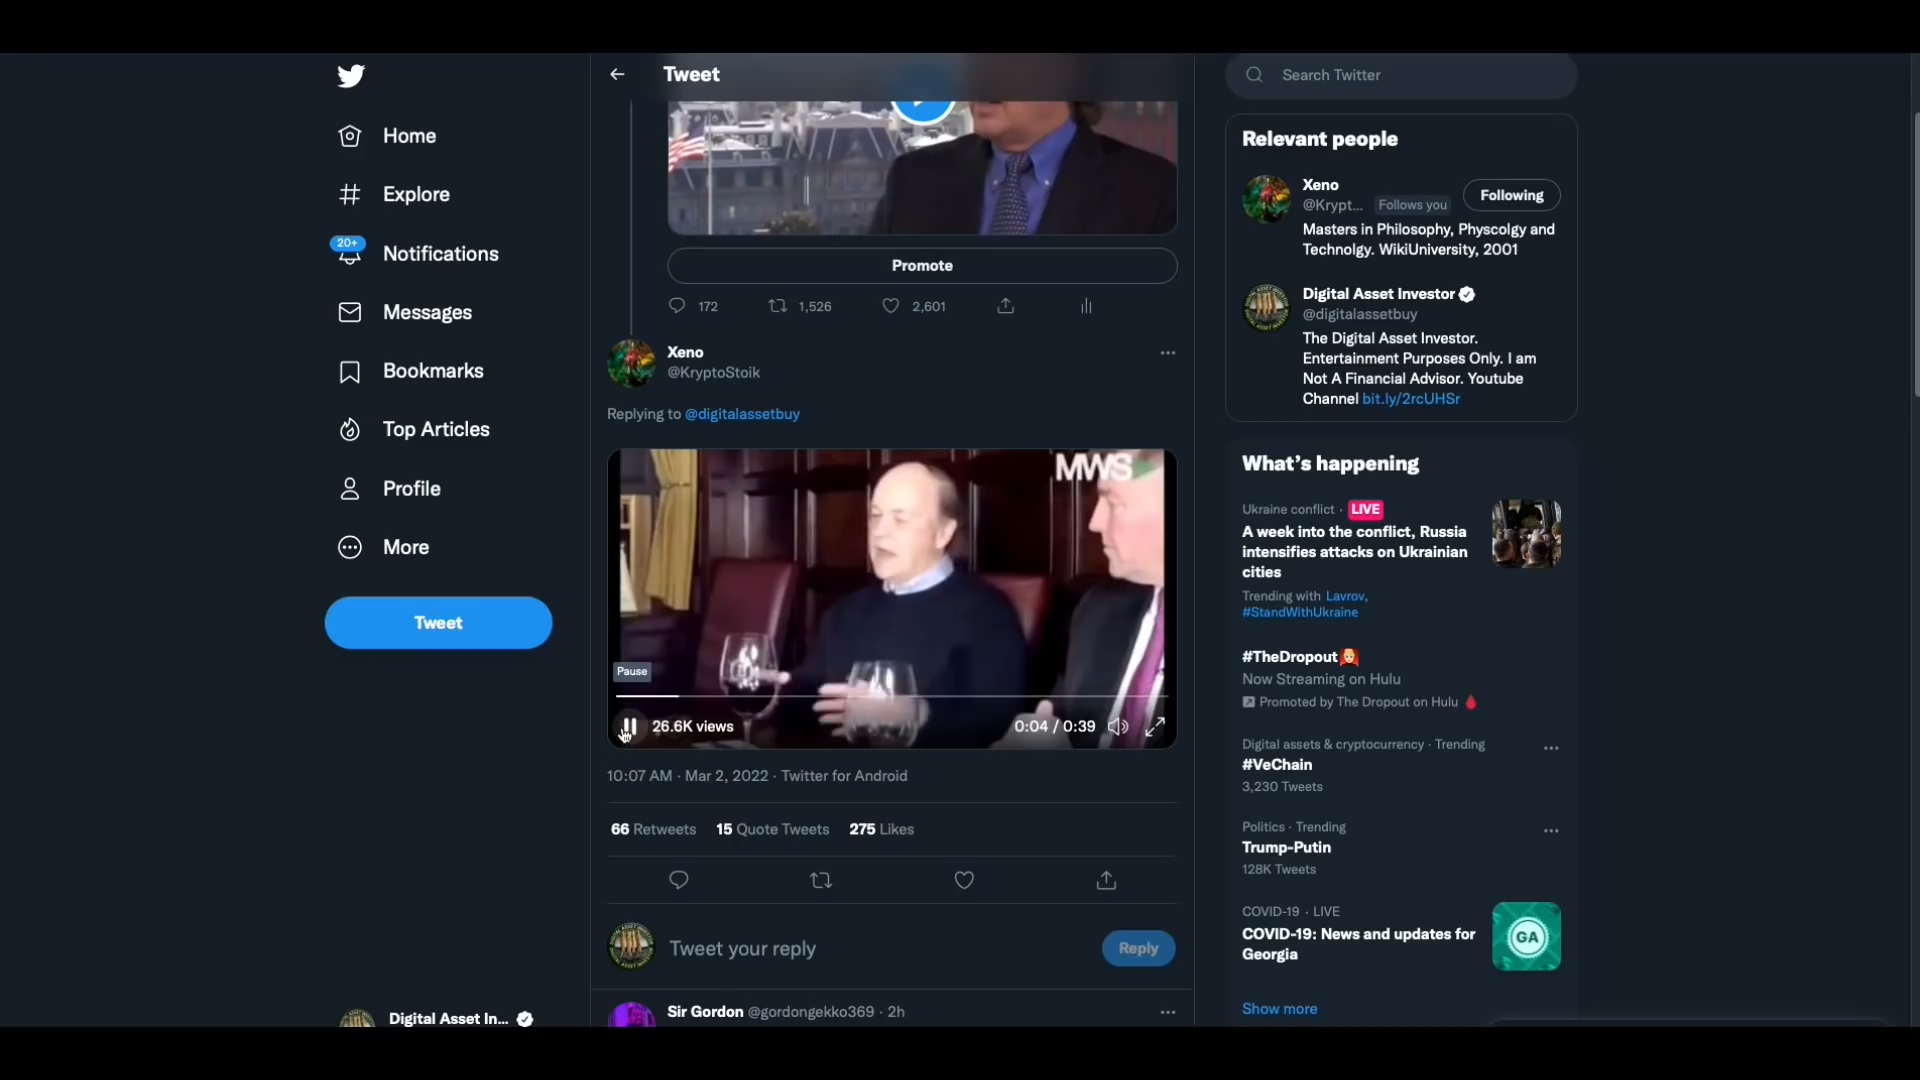 Home
Explore
20+
Notifications
Messages
Bookmarks
Top Articles
Profile
More
Tweet
Digital Asset In...
Tweet
Promote
172
1,526
2,601
Xeno
@KryptoStoik
Replying to @digitalassetbuy
MWS
Pause
26.6K views
0:04 / 0:39
10:07 AM · Mar 2, 2022 · Twitter for Android
66 Retweets 15 Quote Tweets 275 Likes
Tweet your reply
Reply
Sir Gordon @gordongekko369 · 2h
Search Twitter
Relevant people
Xeno
@Krypt... Follows you
Following
Masters in Philosophy, Physcolgy and
Technolgy. WikiUniversity, 2001
Digital Asset Investor
@digitalassetbuy
The Digital Asset Investor.
Entertainment Purposes Only. I am
Not A Financial Advisor. Youtube
Channel bit.ly/2rcUHSr
What's happening
Ukraine conflict · LIVE
A week into the conflict, Russia
intensifies attacks on Ukrainian
cities
Trending with Lavrov,
#StandWithUkraine
#TheDropout
Now Streaming on Hulu
Promoted by The Dropout on Hulu
Digital assets & cryptocurrency · Trending
#VeChain
3,230 Tweets
Politics · Trending
Trump-Putin
128K Tweets
COVID-19 · LIVE
COVID-19: News and updates for
Georgia
GA
Show more